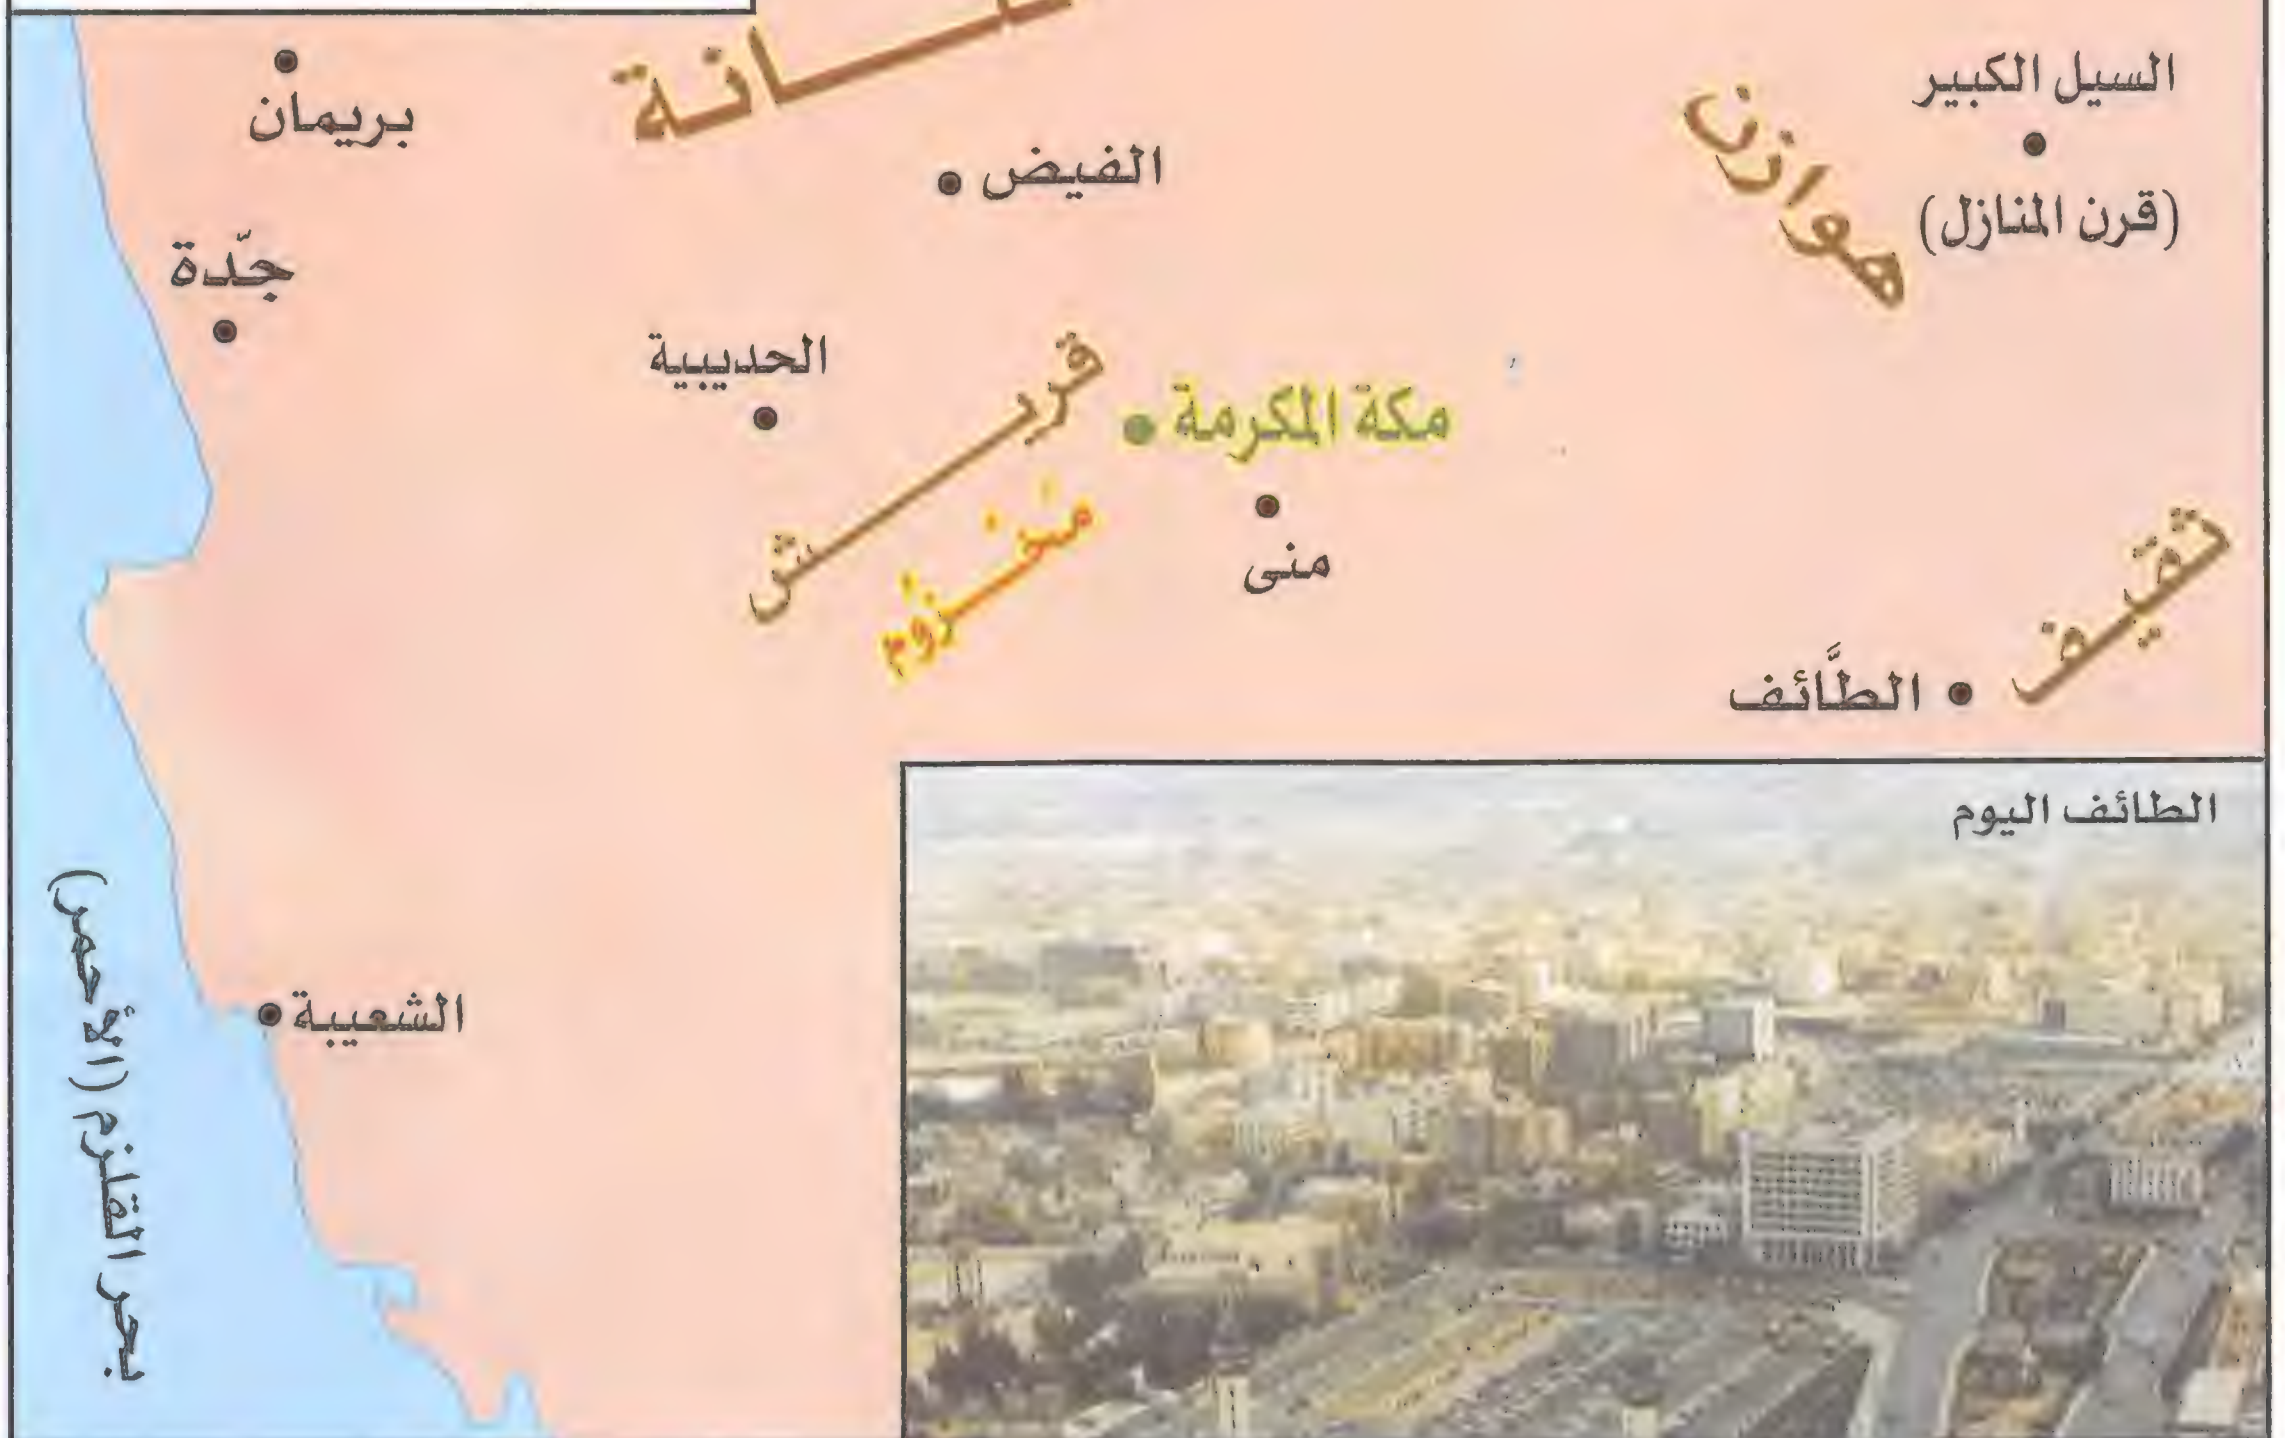 بريمان
السيل الكبير
(قرن المنازل)
هوازن
الفيض
جدّة
الحديبية
قريش
مكة المكرمة
مخزوم
منى
ثقيف
الطَّائف
الطائف اليوم
الشعيبة
بحر القلزم (الأحمر)